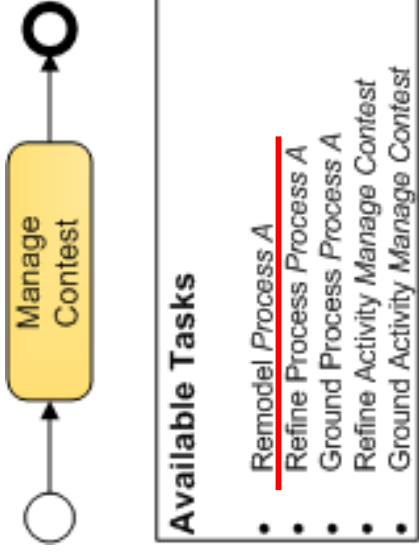 Manage
Contest
Available Tasks
• Remodel Process A
• Refine Process Process A
• Ground Process Process A
• Refine Activity Manage Contest
• Ground Activity Manage Contest